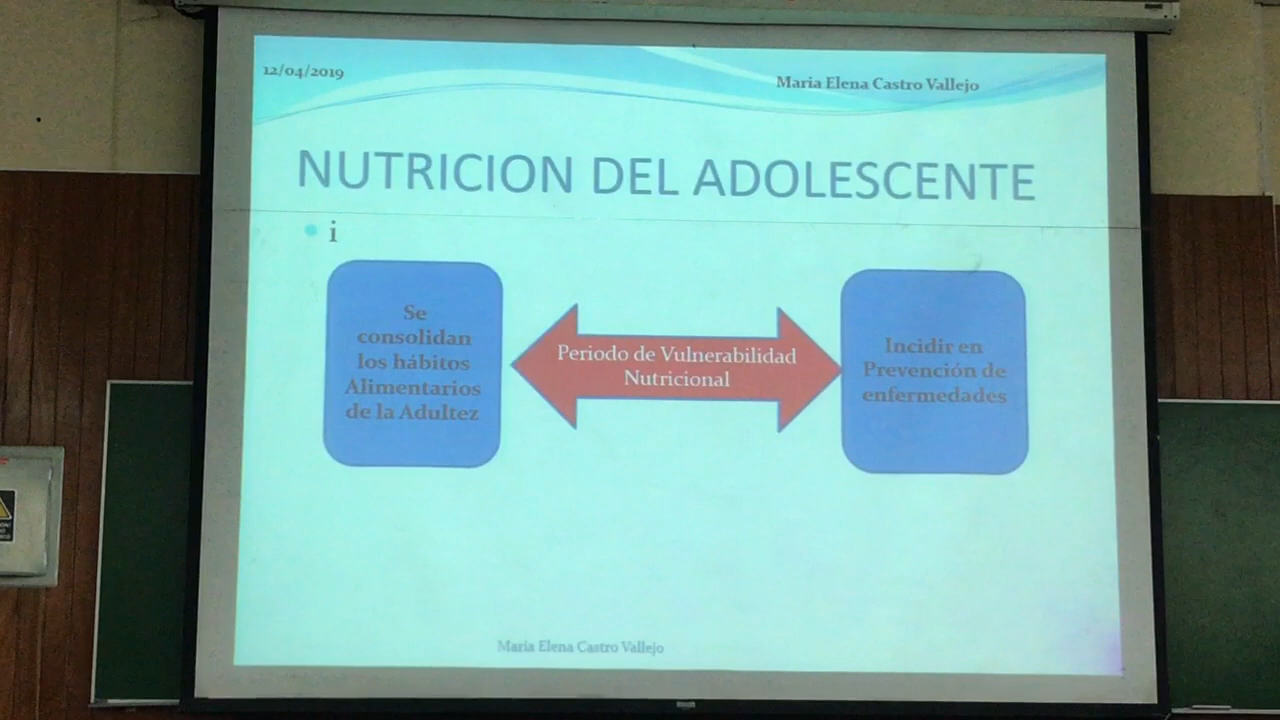 12/04/2019
Maria Elena Castro Vallejo
NUTRICION DEL ADOLESCENTE
i
Se
consolidan
los hábitos
Alimentarios
de la Adultez
Periodo de Vulnerabilidad
Nutricional
Incidir en
Prevención de
enfermedades
Maria Elena Castro Vallejo